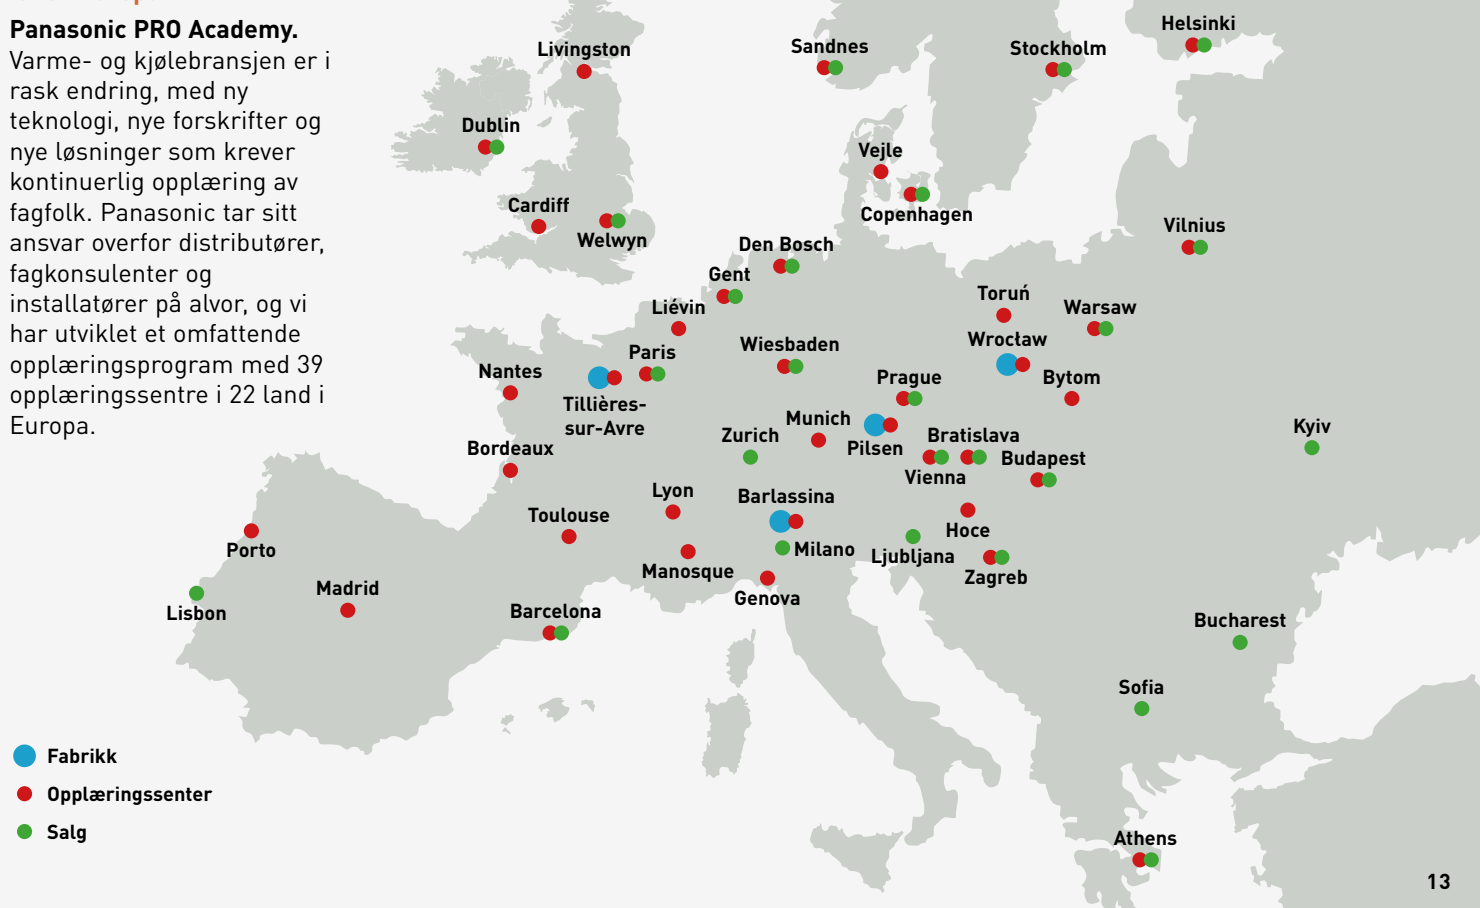 Panasonic PRO Academy.
Varme- og kjølebransjen er i
rask endring, med ny
teknologi, nye forskrifter og
nye løsninger som krever
kontinuerlig opplæring av
fagfolk. Panasonic tar sitt
ansvar overfor distributører,
fagkonsulenter og
installatører på alvor, og vi
har utviklet et omfattende
opplæringsprogram med 39
opplæringssentre i 22 land i
Europa.
Helsinki
Sandnes
Stockholm
Livingston
Dublin
Vejle
Cardiff
Copenhagen
Welwyn
Vilnius
Den Bosch
Gent
Toruń
Liévin
Warsaw
Wrocław
Wiesbaden
Paris
Nantes
Prague
Bytom
Tillières-
sur-Avre
Munich
Kyiv
Zurich
Bratislava
Pilsen
Bordeaux
Budapest
Vienna
Lyon
Barlassina
Toulouse
Hoce
Porto
Milano
Ljubljana
Manosque
Zagreb
Madrid
Genova
Lisbon
Barcelona
Bucharest
Sofia
Fabrikk
Opplæringssenter
Salg
Athens
13